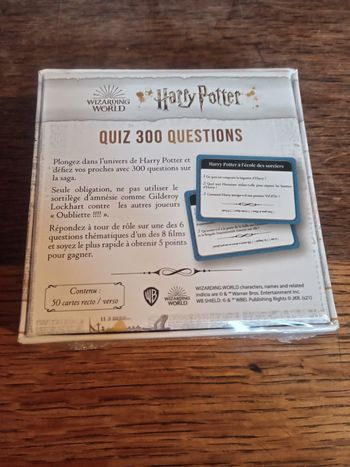 WIZARDING
WORLD
Harry Potter
QUIZ 300 QUESTIONS
Plongez dans l'univers de Harry Potter et
défiez vos proches avec 300 questions sur
la saga.
Seule obligation, ne pas utiliser le
sortilège d'amnésie comme Gilderoy
Lockhart contre les autres joueurs
« Oubliette !!!! ».
Répondez à tour de rôle sur une des 6
questions thématiques d'un des 8 films
et soyez le plus rapide à obtenir 5 points
pour gagner.
Harry Potter à l'école des sorciers
Contenu :
50 cartes recto / verso
WB
WIZARDING
WORLD
WIZARDING WORLD characters, names and related
indicia are © & ™ Warner Bros. Entertainment Inc.
WB SHIELD: © & ™ WBEI. Publishing Rights © JKR. (s21)